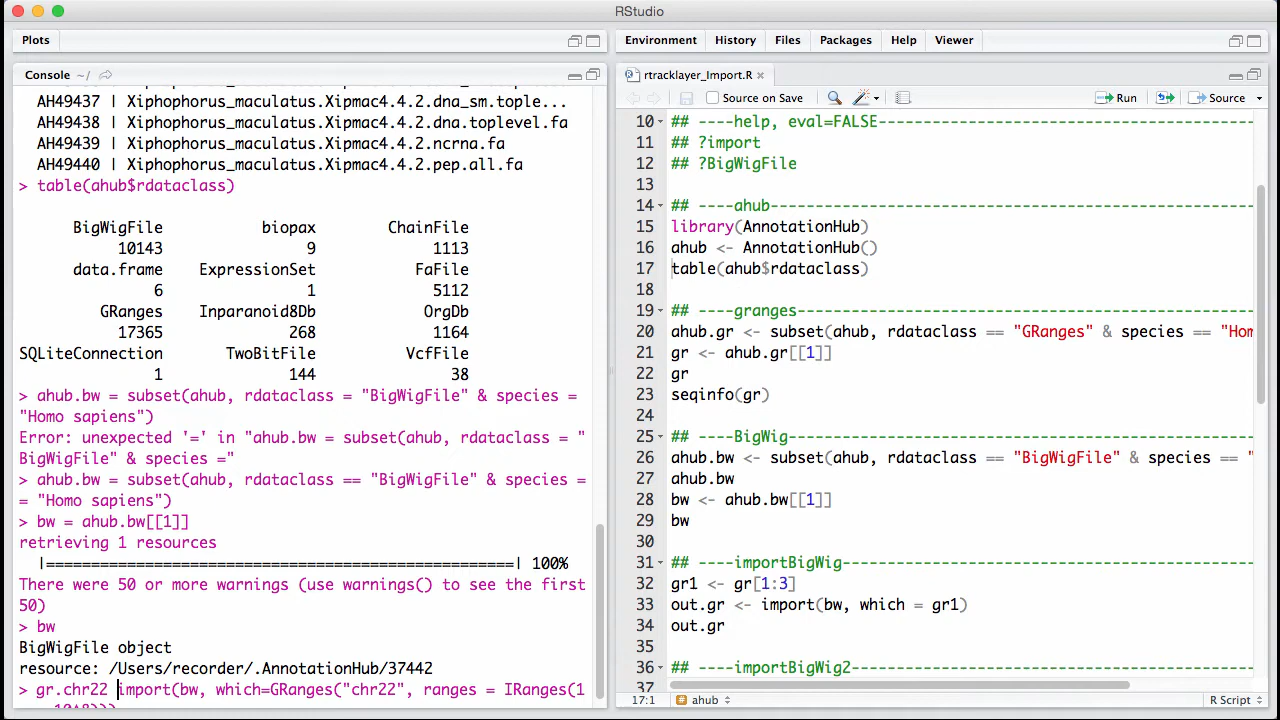 RStudio
Plots
Console ~/
AH49437 | Xiphophorus_maculatus.Xipmac4.4.2.dna_sm.tople...
AH49438 | Xiphophorus_maculatus.Xipmac4.4.2.dna.toplevel.fa
AH49439 | Xiphophorus_maculatus.Xipmac4.4.2.ncrna.fa
AH49440 | Xiphophorus_maculatus.Xipmac4.4.2.pep.all.fa
> table(ahub$rdataclass)
BigWigFile biopax ChainFile
10143 9 1113
data.frame ExpressionSet FaFile
6 1 5112
GRanges Inparanoid8Db OrgDb
17365 268 1164
SQLiteConnection TwoBitFile VcfFile
1 144 38
> ahub.bw = subset(ahub, rdataclass = "BigWigFile" & species =
"Homo sapiens")
Error: unexpected '=' in "ahub.bw = subset(ahub, rdataclass = "
BigWigFile" & species ="
> ahub.bw = subset(ahub, rdataclass == "BigWigFile" & species =
= "Homo sapiens")
> bw = ahub.bw[[1]]
retrieving 1 resources
|======================================================| 100%
There were 50 or more warnings (use warnings() to see the first
50)
> bw
BigWigFile object
resource: /Users/recorder/.AnnotationHub/37442
> gr.chr22 import(bw, which=GRanges("chr22", ranges = IRanges(1
Environment History Files Packages Help Viewer
rtracklayer_Import.R
Source on Save Run Source
10 ## ----help, eval=FALSE------------------------------------------
11 ## ?import
12 ## ?BigWigFile
13
14 ## ----ahub------------------------------------------------------
15 library(AnnotationHub)
16 ahub <- AnnotationHub()
17 table(ahub$rdataclass)
18
19 ## ----granges---------------------------------------------------
20 ahub.gr <- subset(ahub, rdataclass == "GRanges" & species == "Hom
21 gr <- ahub.gr[[1]]
22 gr
23 seqinfo(gr)
24
25 ## ----BigWig----------------------------------------------------
26 ahub.bw <- subset(ahub, rdataclass == "BigWigFile" & species == "
27 ahub.bw
28 bw <- ahub.bw[[1]]
29 bw
30
31 ## ----importBigWig----------------------------------------------
32 gr1 <- gr[1:3]
33 out.gr <- import(bw, which = gr1)
34 out.gr
35
36 ## ----importBigWig2---------------------------------------------
37
17:1 ahub R Script